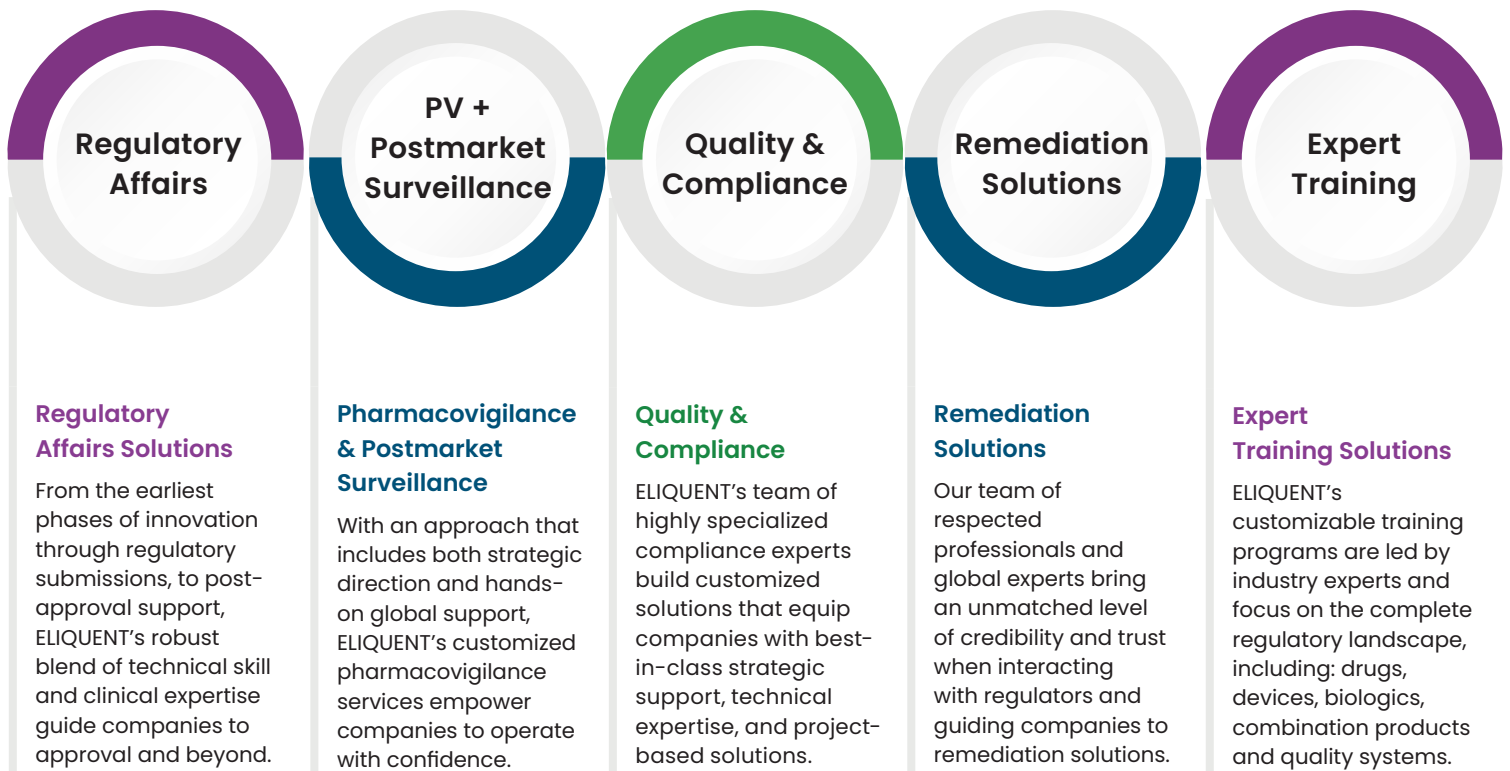 Regulatory
Affairs
PV +
Postmarket
Surveillance
Quality &
Compliance
Remediation
Solutions
Expert
Training
Regulatory
Affairs Solutions
From the earliest
phases of innovation
through regulatory
submissions, to post-
approval support,
ELIQUENT's robust
blend of technical skill
and clinical expertise
guide companies to
approval and beyond.
Pharmacovigilance
& Postmarket
Surveillance
With an approach that
includes both strategic
direction and hands-
on global support,
ELIQUENT's customized
pharmacovigilance
services empower
companies to operate
with confidence.
Quality &
Compliance
ELIQUENT's team of
highly specialized
compliance experts
build customized
solutions that equip
companies with best-
in-class strategic
support, technical
expertise, and project-
based solutions.
Remediation
Solutions
Our team of
respected
professionals and
global experts bring
an unmatched level
of credibility and trust
when interacting
with regulators and
guiding companies to
remediation solutions.
Expert
Training Solutions
ELIQUENT's
customizable training
programs are led by
industry experts and
focus on the complete
regulatory landscape,
including: drugs,
devices, biologics,
combination products
and quality systems.